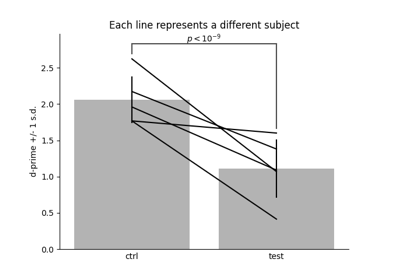 Each line represents a different subject
p < 10⁻⁹
d-prime +/- 1 s.d.
2.5
2.0
1.5
1.0
0.5
0.0
ctrl test